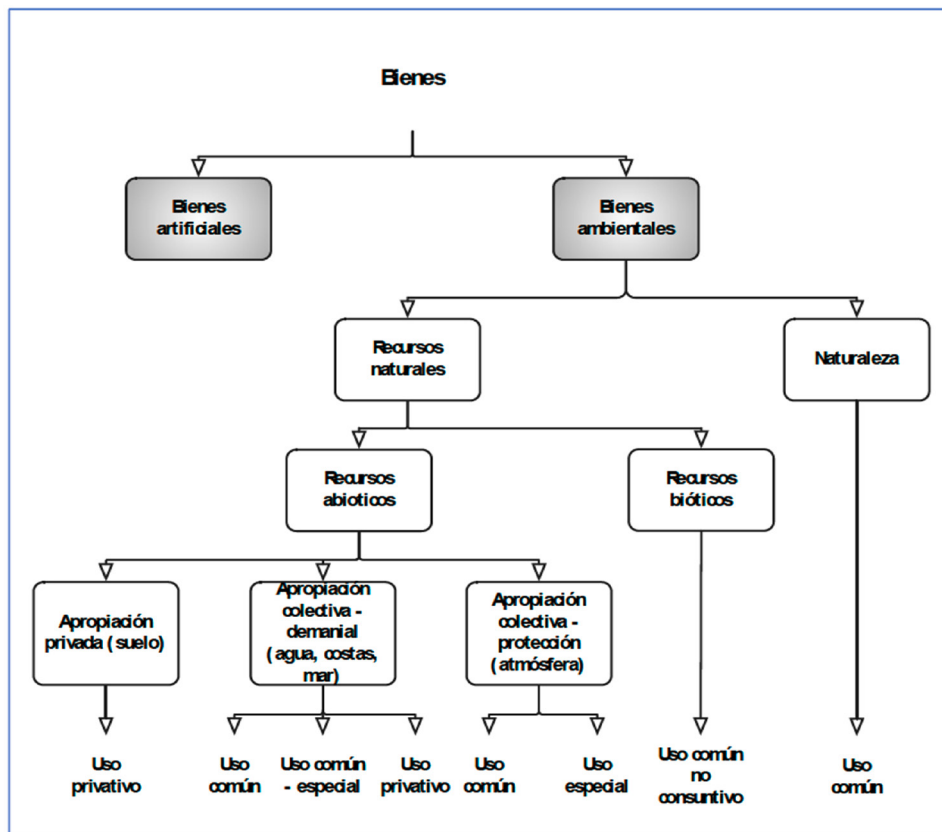 Bienes
Bienes
artificiales
Bienes
ambientales
Recursos
naturales
Naturaleza
Recursos
abioticos
Recursos
bióticos
Apropiación
privada ( suelo)
Apropiación
colectiva -
demanial
( agua, costas,
mar)
Apropiación
colectiva -
protección
( atmósfera)
Uso
privativo
Uso
común
Uso común
- especial
Uso
privativo
Uso
común
Uso
especial
Uso común
no
consuntivo
Uso
común